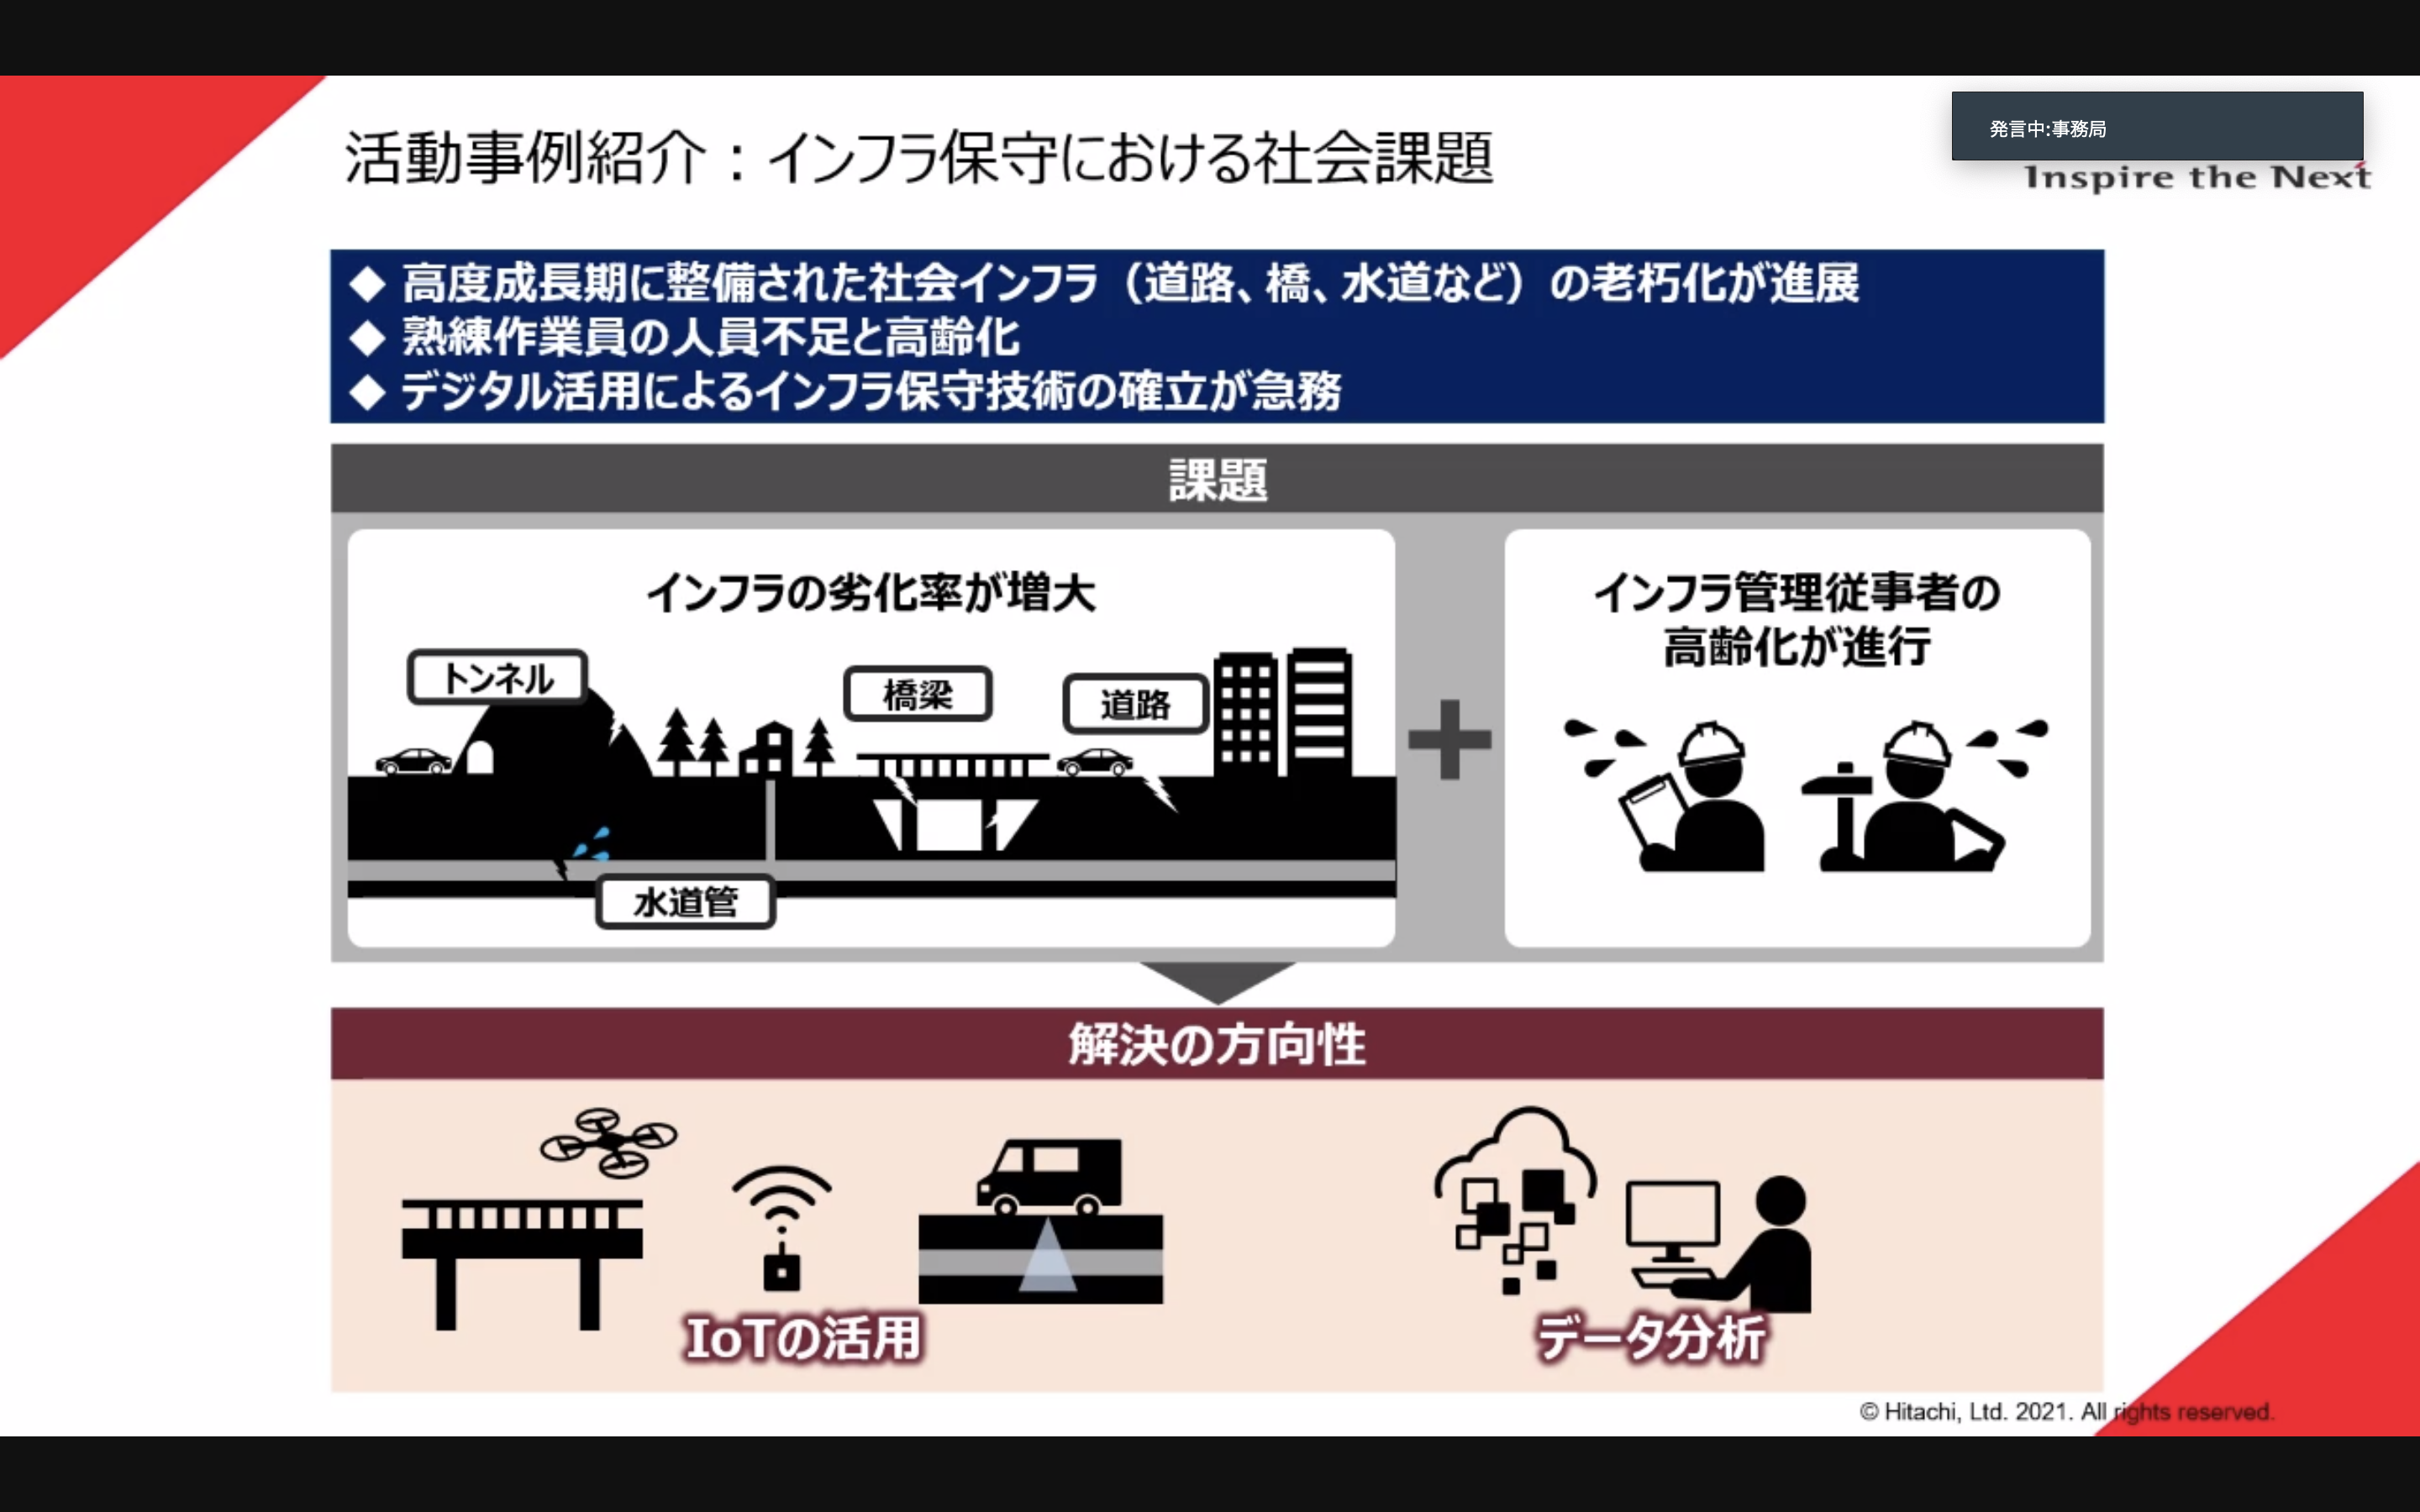 活動事例紹介：インフラ保守における社会課題
発言中:事務局
Inspire the Next
◆ 高度成長期に整備された社会インフラ（道路、橋、水道など）の老朽化が進展
◆ 熟練作業員の人員不足と高齢化
◆ デジタル活用によるインフラ保守技術の確立が急務
課題
インフラの劣化率が増大
トンネル
橋梁
道路
水道管
インフラ管理従事者の
高齢化が進行
解決の方向性
IoTの活用
データ分析
© Hitachi, Ltd. 2021. All rights reserved.